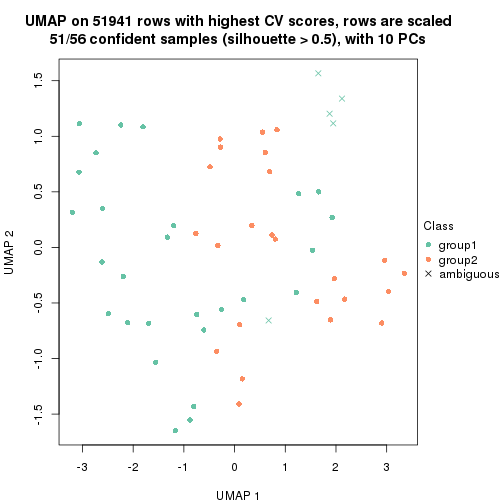 UMAP on 51941 rows with highest CV scores, rows are scaled
51/56 confident samples (silhouette > 0.5), with 10 PCs
1.5
1.0
0.5
0.0
-0.5
-1.0
-1.5
UMAP 2
Class
group1
group2
ambiguous
-3 -2 -1 0 1 2 3
UMAP 1